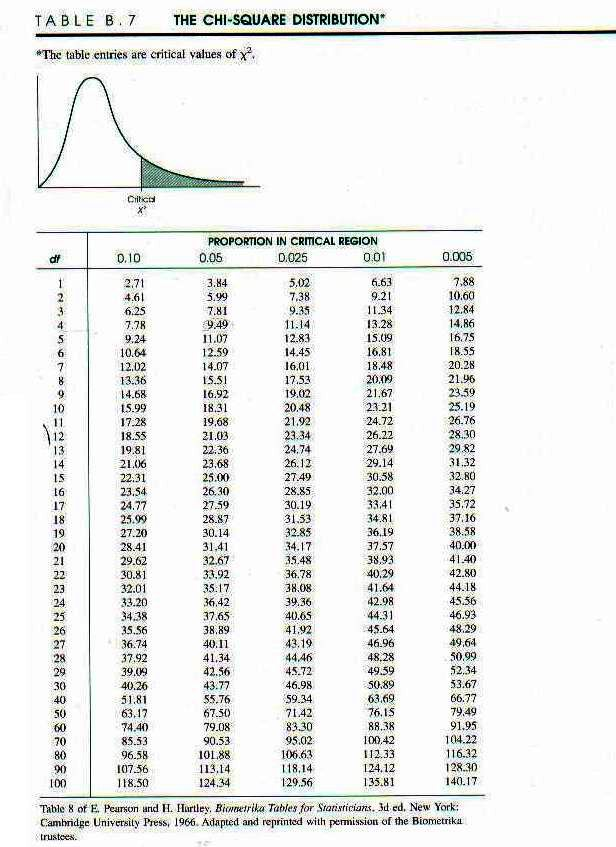 TABLE B.7 THE CHI-SQUARE DISTRIBUTION*
*The table entries are critical values of χ².
Critical
χ²
PROPORTION IN CRITICAL REGION
df 0.10 0.05 0.025 0.01 0.005
1 2.71 3.84 5.02 6.63 7.88
2 4.61 5.99 7.38 9.21 10.60
3 6.25 7.81 9.35 11.34 12.84
4 7.78 9.49 11.14 13.28 14.86
5 9.24 11.07 12.83 15.09 16.75
6 10.64 12.59 14.45 16.81 18.55
7 12.02 14.07 16.01 18.48 20.28
8 13.36 15.51 17.53 20.09 21.96
9 14.68 16.92 19.02 21.67 23.59
10 15.99 18.31 20.48 23.21 25.19
11 17.28 19.68 21.92 24.72 26.76
12 18.55 21.03 23.34 26.22 28.30
13 19.81 22.36 24.74 27.69 29.82
14 21.06 23.68 26.12 29.14 31.32
15 22.31 25.00 27.49 30.58 32.80
16 23.54 26.30 28.85 32.00 34.27
17 24.77 27.59 30.19 33.41 35.72
18 25.99 28.87 31.53 34.81 37.16
19 27.20 30.14 32.85 36.19 38.58
20 28.41 31.41 34.17 37.57 40.00
21 29.62 32.67 35.48 38.93 41.40
22 30.81 33.92 36.78 40.29 42.80
23 32.01 35.17 38.08 41.64 44.18
24 33.20 36.42 39.36 42.98 45.56
25 34.38 37.65 40.65 44.31 46.93
26 35.56 38.89 41.92 45.64 48.29
27 36.74 40.11 43.19 46.96 49.64
28 37.92 41.34 44.46 48.28 50.99
29 39.09 42.56 45.72 49.59 52.34
30 40.26 43.77 46.98 50.89 53.67
40 51.81 55.76 59.34 63.69 66.77
50 63.17 67.50 71.42 76.15 79.49
60 74.40 79.08 83.30 88.38 91.95
70 85.53 90.53 95.02 100.42 104.22
80 96.58 101.88 106.63 112.33 116.32
90 107.56 113.14 118.14 124.12 128.30
100 118.50 124.34 129.56 135.81 140.17
Table 8 of E. Pearson and H. Hartley, Biometrika Tables for Statisticians, 3d ed. New York:
Cambridge University Press, 1966. Adapted and reprinted with permission of the Biometrika
trustees.